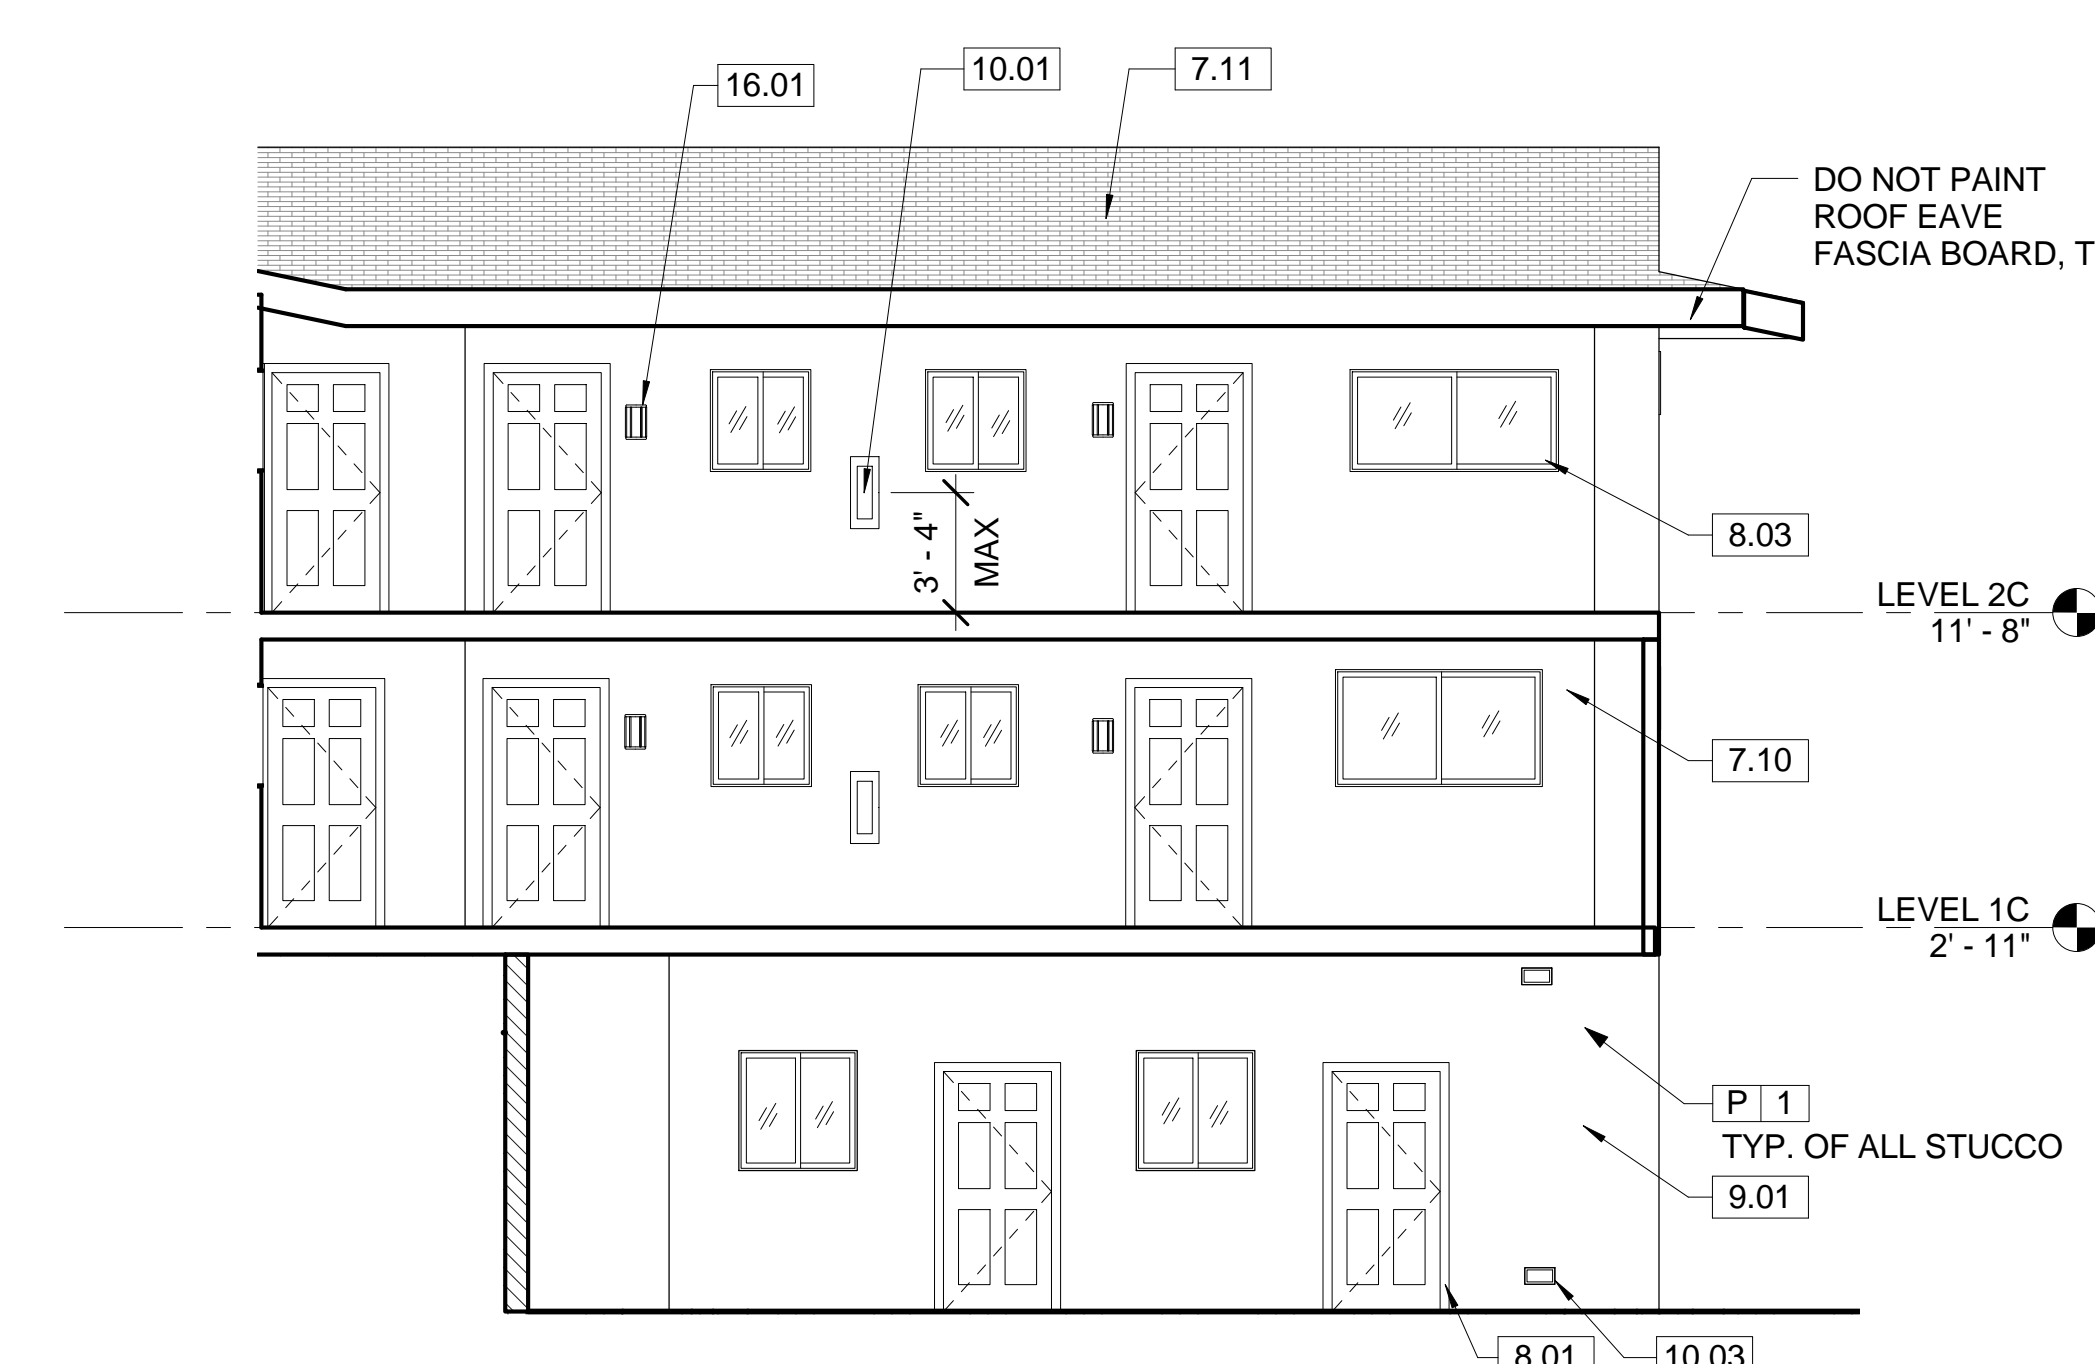 16.01
10.01
7.11
DO NOT PAINT
ROOF EAVE
FASCIA BOARD, T
8.03
3' - 4"
MAX
LEVEL 2C
11' - 8"
7.10
LEVEL 1C
2' - 11"
P 1
TYP. OF ALL STUCCO
9.01
8.01
10.03